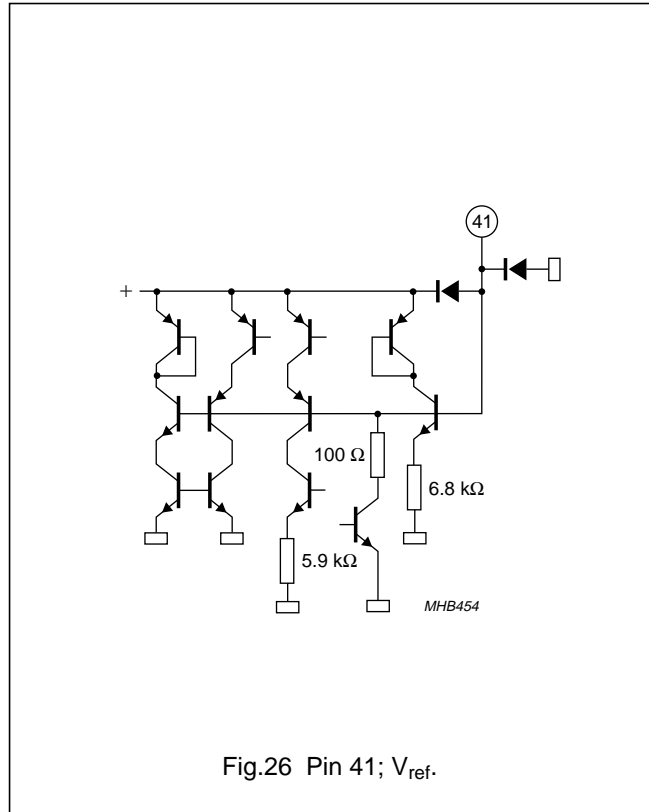 41
+
100 Ω
6.8 kΩ
5.9 kΩ
MHB454
Fig.26 Pin 41; Vref.